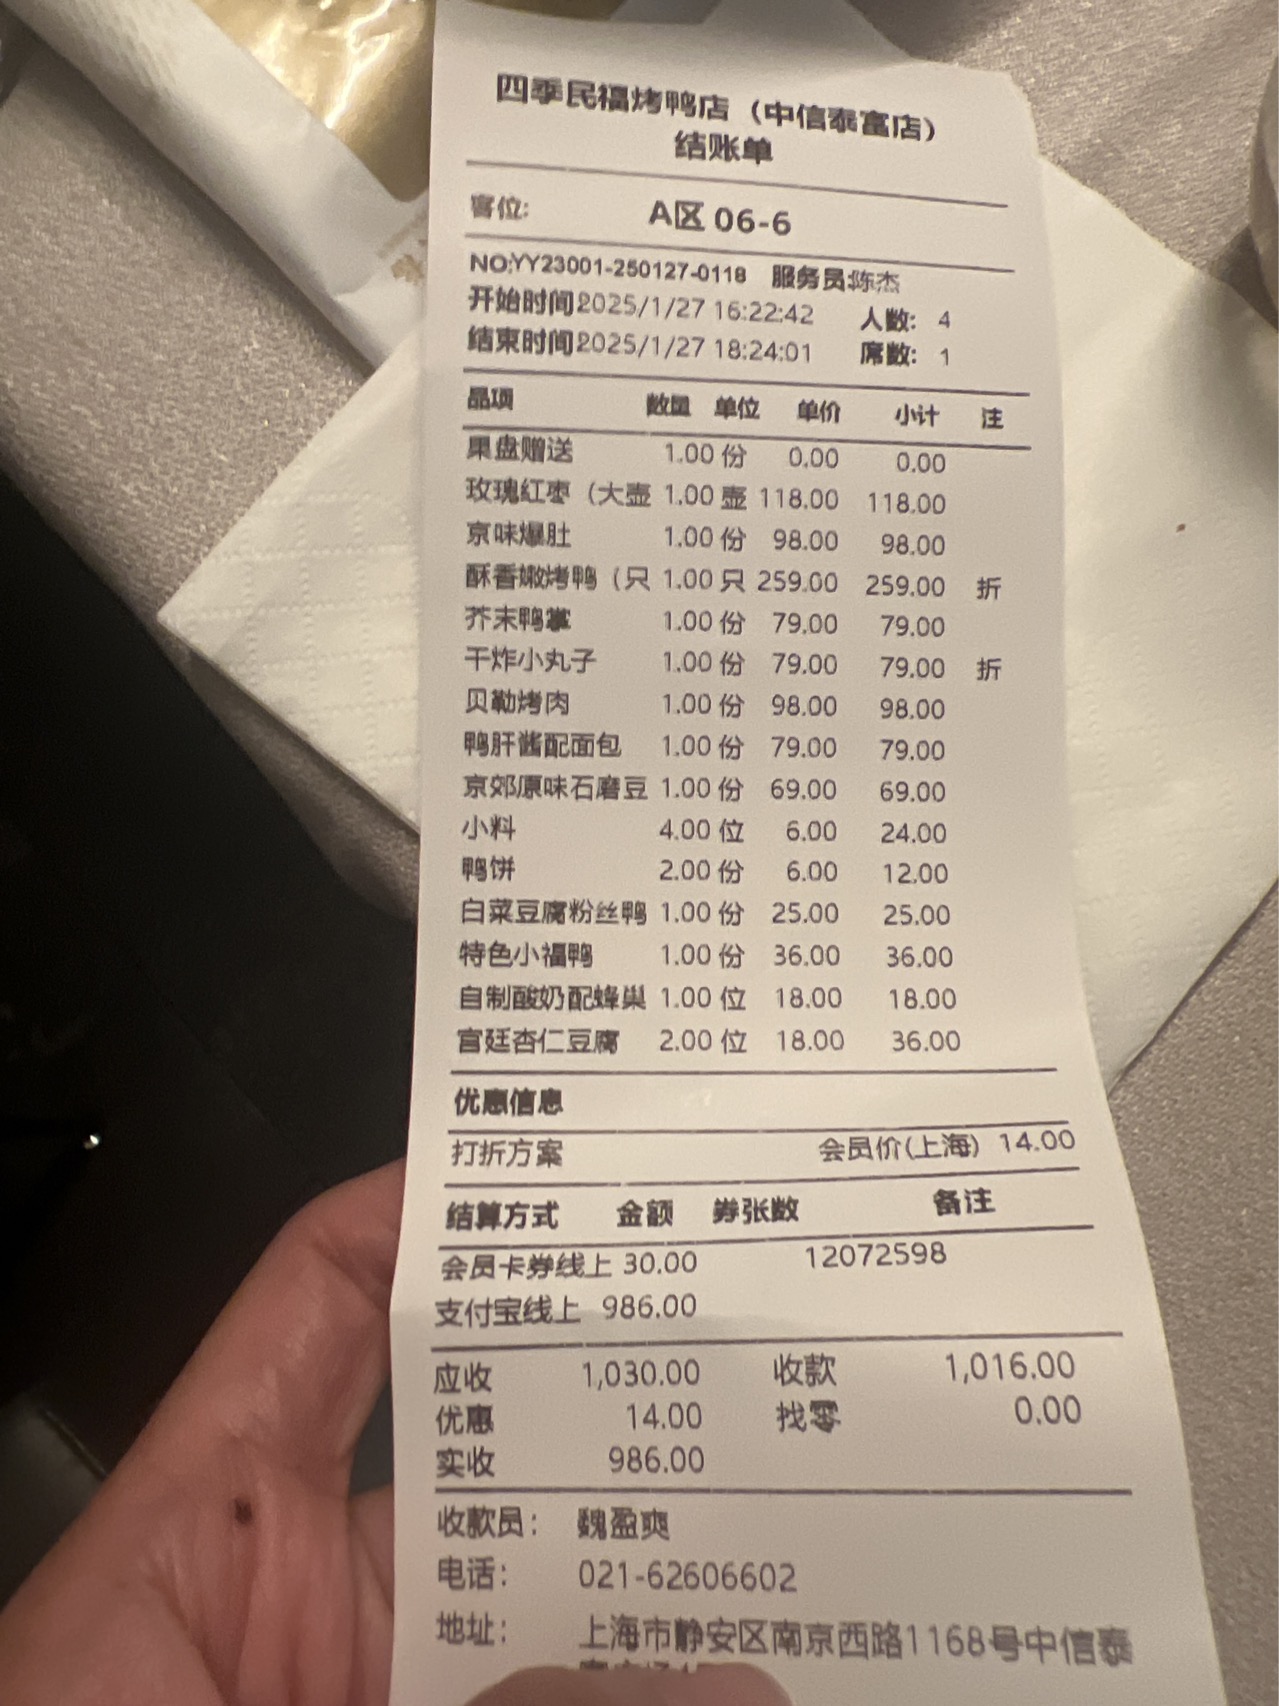 四季民福烤鸭店（中信泰富店）
结账单
客位: A区 06-6
NO:YY23001-250127-0118 服务员:陈杰
开始时间2025/1/27 16:22:42 人数: 4
结束时间2025/1/27 18:24:01 席数: 1
品项 数量 单位 单价 小计 注
果盘赠送 1.00 份 0.00 0.00
玫瑰红枣（大壶 1.00 壶 118.00 118.00
京味爆肚 1.00 份 98.00 98.00
酥香嫩烤鸭（只 1.00 只 259.00 259.00 折
芥末鸭掌 1.00 份 79.00 79.00
干炸小丸子 1.00 份 79.00 79.00 折
贝勒烤肉 1.00 份 98.00 98.00
鸭肝酱配面包 1.00 份 79.00 79.00
京郊原味石磨豆 1.00 份 69.00 69.00
小料 4.00 位 6.00 24.00
鸭饼 2.00 份 6.00 12.00
白菜豆腐粉丝鸭 1.00 份 25.00 25.00
特色小福鸭 1.00 份 36.00 36.00
自制酸奶配蜂巢 1.00 位 18.00 18.00
宫廷杏仁豆腐 2.00 位 18.00 36.00
优惠信息
打折方案 会员价(上海) 14.00
结算方式 金额 券张数 备注
会员卡券线上 30.00 12072598
支付宝线上 986.00
应收 1,030.00 收款 1,016.00
优惠 14.00 找零 0.00
实收 986.00
收款员: 魏盈爽
电话: 021-62606602
地址: 上海市静安区南京西路1168号中信泰